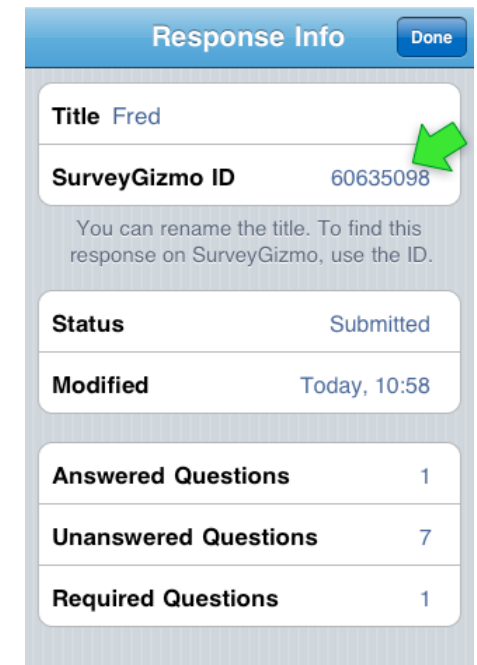 Response Info Done
Title Fred
SurveyGizmo ID 60635098
You can rename the title. To find this
response on SurveyGizmo, use the ID.
Status Submitted
Modified Today, 10:58
Answered Questions 1
Unanswered Questions 7
Required Questions 1